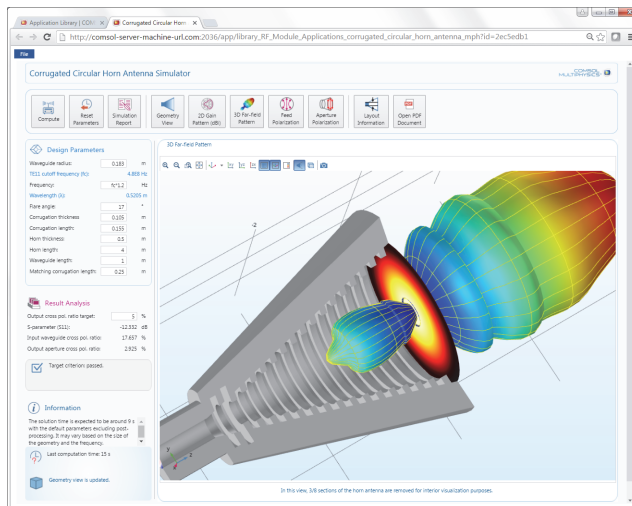 Application Library | COM
Corrugated Circular Horn
http://comsol-server-machine-url.com:2036/app/library_RF_Module_Applications_corrugated_circular_horn_antenna_mph?id=2ec5edb1
File
Corrugated Circular Horn Antenna Simulator
COMSOL
MULTIPHYSICS
Compute
Reset Parameters
Simulation Report
Geometry View
2D Gain Pattern (dBi)
3D Far-field Pattern
Feed Polarization
Aperture Polarization
Layout Information
Open PDF Document
Design Parameters
Waveguide radius: 0.183 m
TE11 cutoff frequency (fc):
Frequency: fc*1.2 Hz
Wavelength (λ): 0.5205 m
Flare angle: 17 °
Corrugation thickness 0.105 m
Corrugation length: 0.155 m
Horn thickness: 0.5 m
Horn length: 4 m
Waveguide length: 1 m
Matching corrugation length: 0.25 m
Result Analysis
Output cross pol. ratio target: 5 %
S-parameter (S11): -12.332 dB
Input waveguide cross pol. ratio: 17.657 %
Output aperture cross pol. ratio: 2.925 %
Target criterion: passed.
Information
The solution time is expected to be around 9 s
with the default parameters excluding post-
processing. It may vary based on the size of
the geometry and the frequency.
Last computation time: 15 s
Geometry view is updated.
3D Far-field Pattern
-2
In this view, 3/8 sections of the horn antenna are removed for interior visualization purposes.